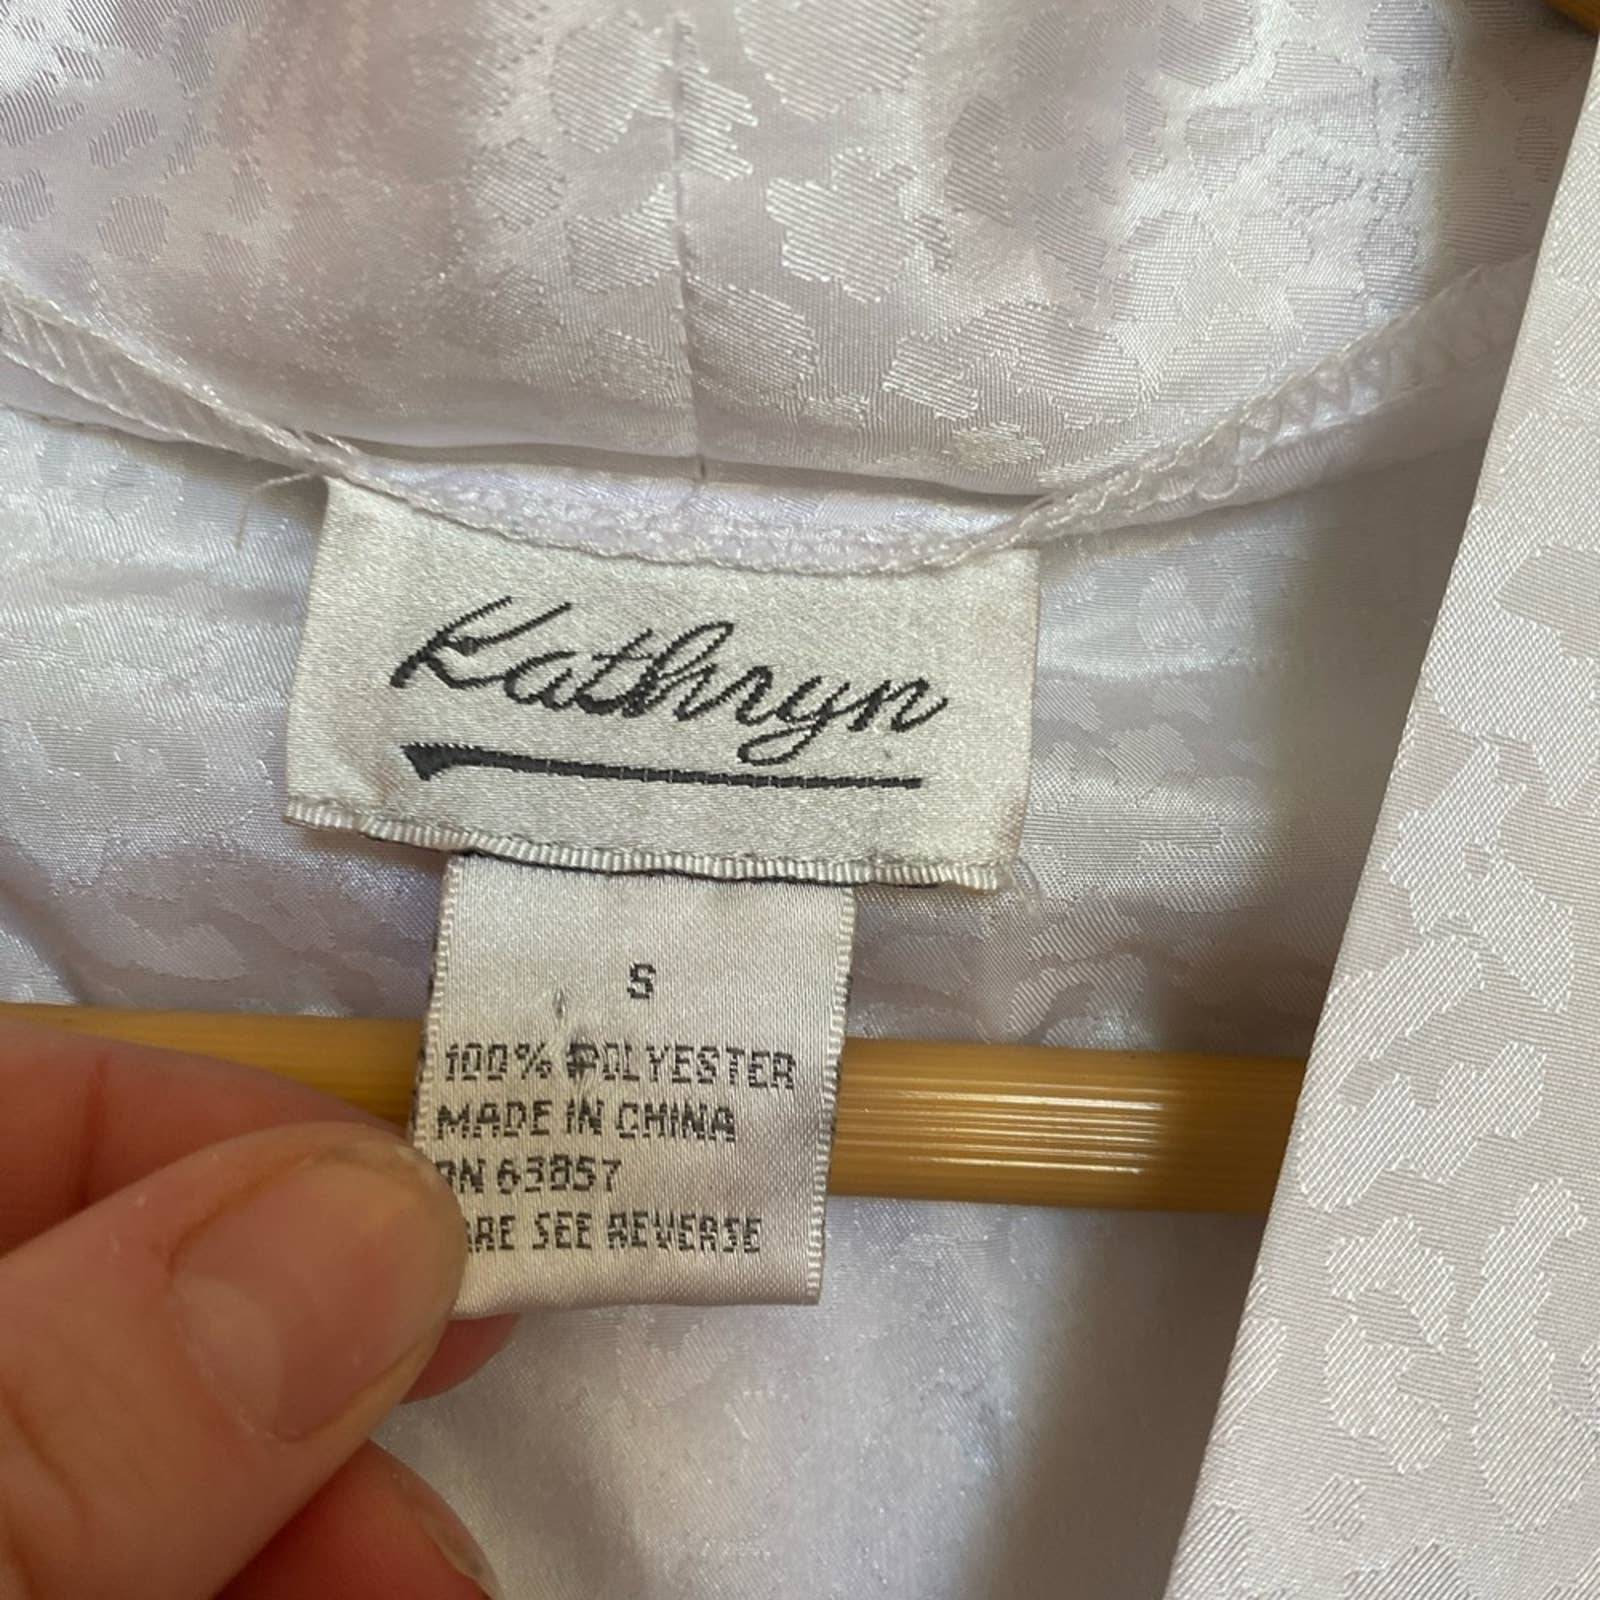 Kathryn
S
100% POLYESTER
MADE IN CHINA
RN 63857
ARE SEE REVERSE